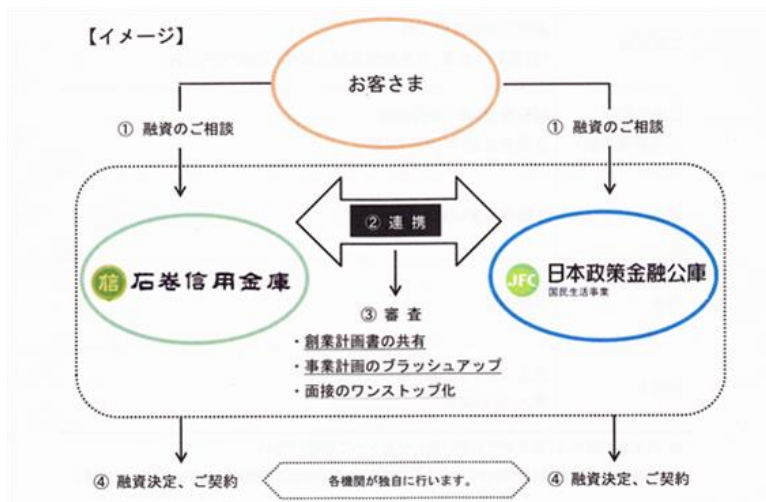 【イメージ】
お客さま
① 融資のご相談
① 融資のご相談
② 連 携
信 石巻信用金庫
JFC 日本政策金融公庫
国民生活事業
③ 審 査
・創業計画書の共有
・事業計画のブラッシュアップ
・面接のワンストップ化
④ 融資決定、ご契約
各機関が独自に行います。
④ 融資決定、ご契約